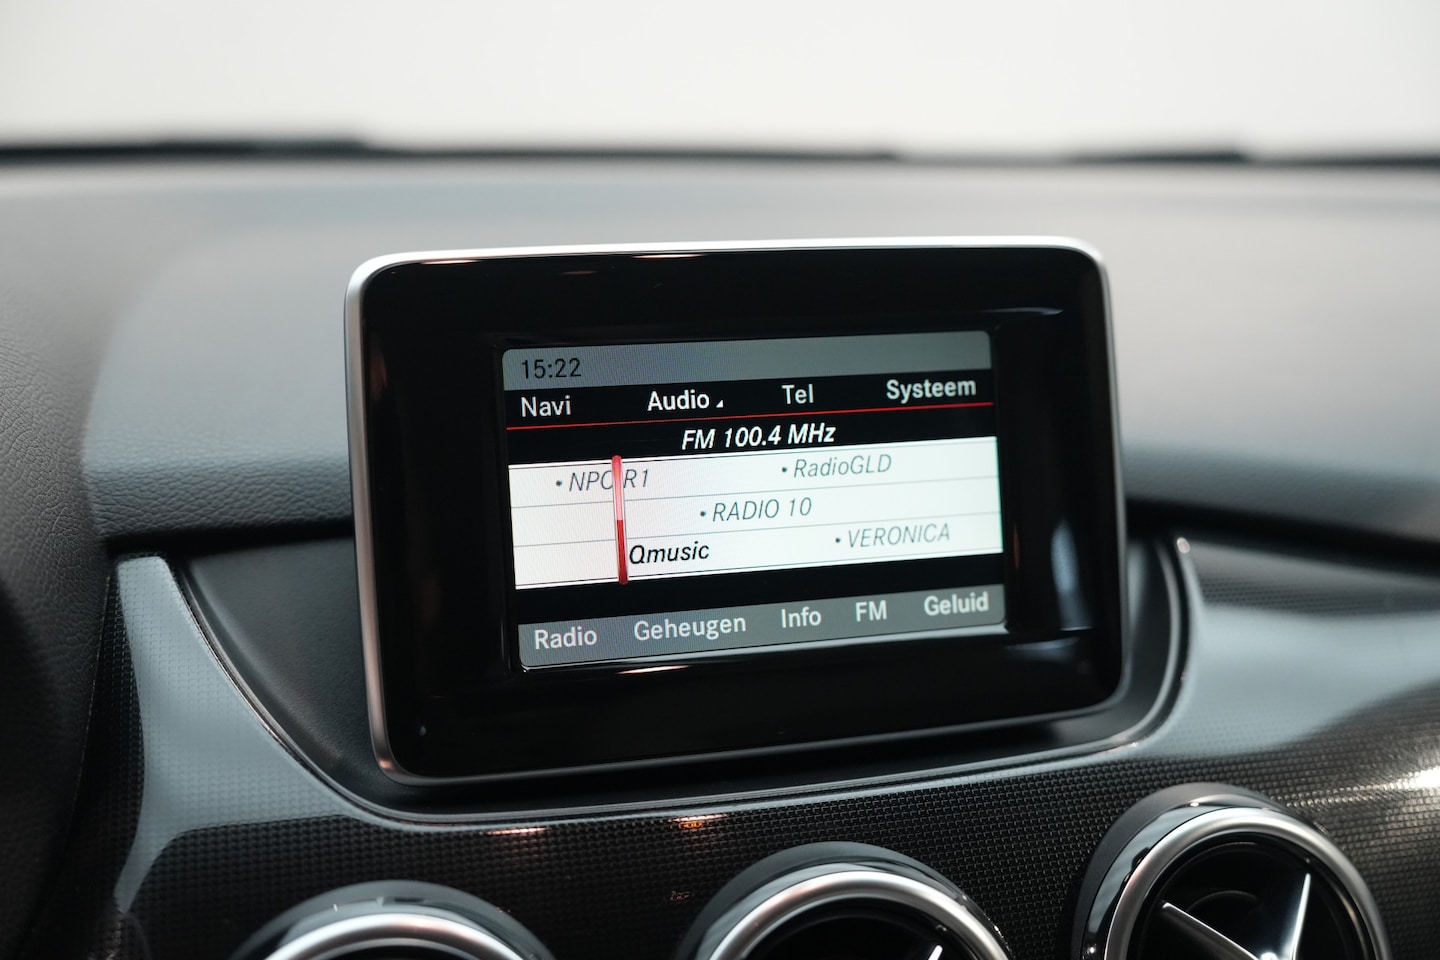 15:22
Navi Audio Tel Systeem
FM 100.4 MHz
• NPO R1 • RadioGLD
• RADIO 10
Qmusic • VERONICA
Radio Geheugen Info FM Geluid